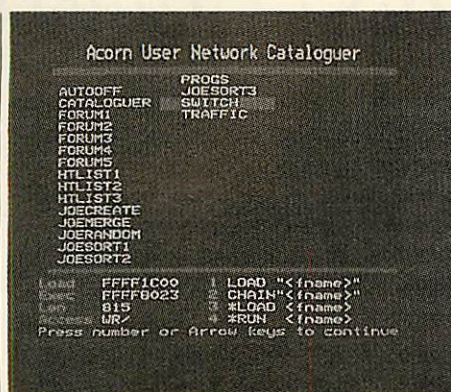 Acorn User Network Cataloguer
PROGS
AUTOOFF JOESORT3
CATALOGUER SWITCH
FORUM1 TRAFFIC
FORUM2
FORUM3
FORUM4
FORUM5
HTLIST1
HTLIST2
HTLIST3
JOECREATE
JOEMERGE
JOERANDOM
JOESORT1
JOESORT2
Load FFFF1C00 1 LOAD "<fname>"
Exec FFFF8023 2 CHAIN"<fname>"
Len 815 3 *LOAD <fname>
Access WR/ 4 *RUN <fname>
Press number or Arrow keys to continue